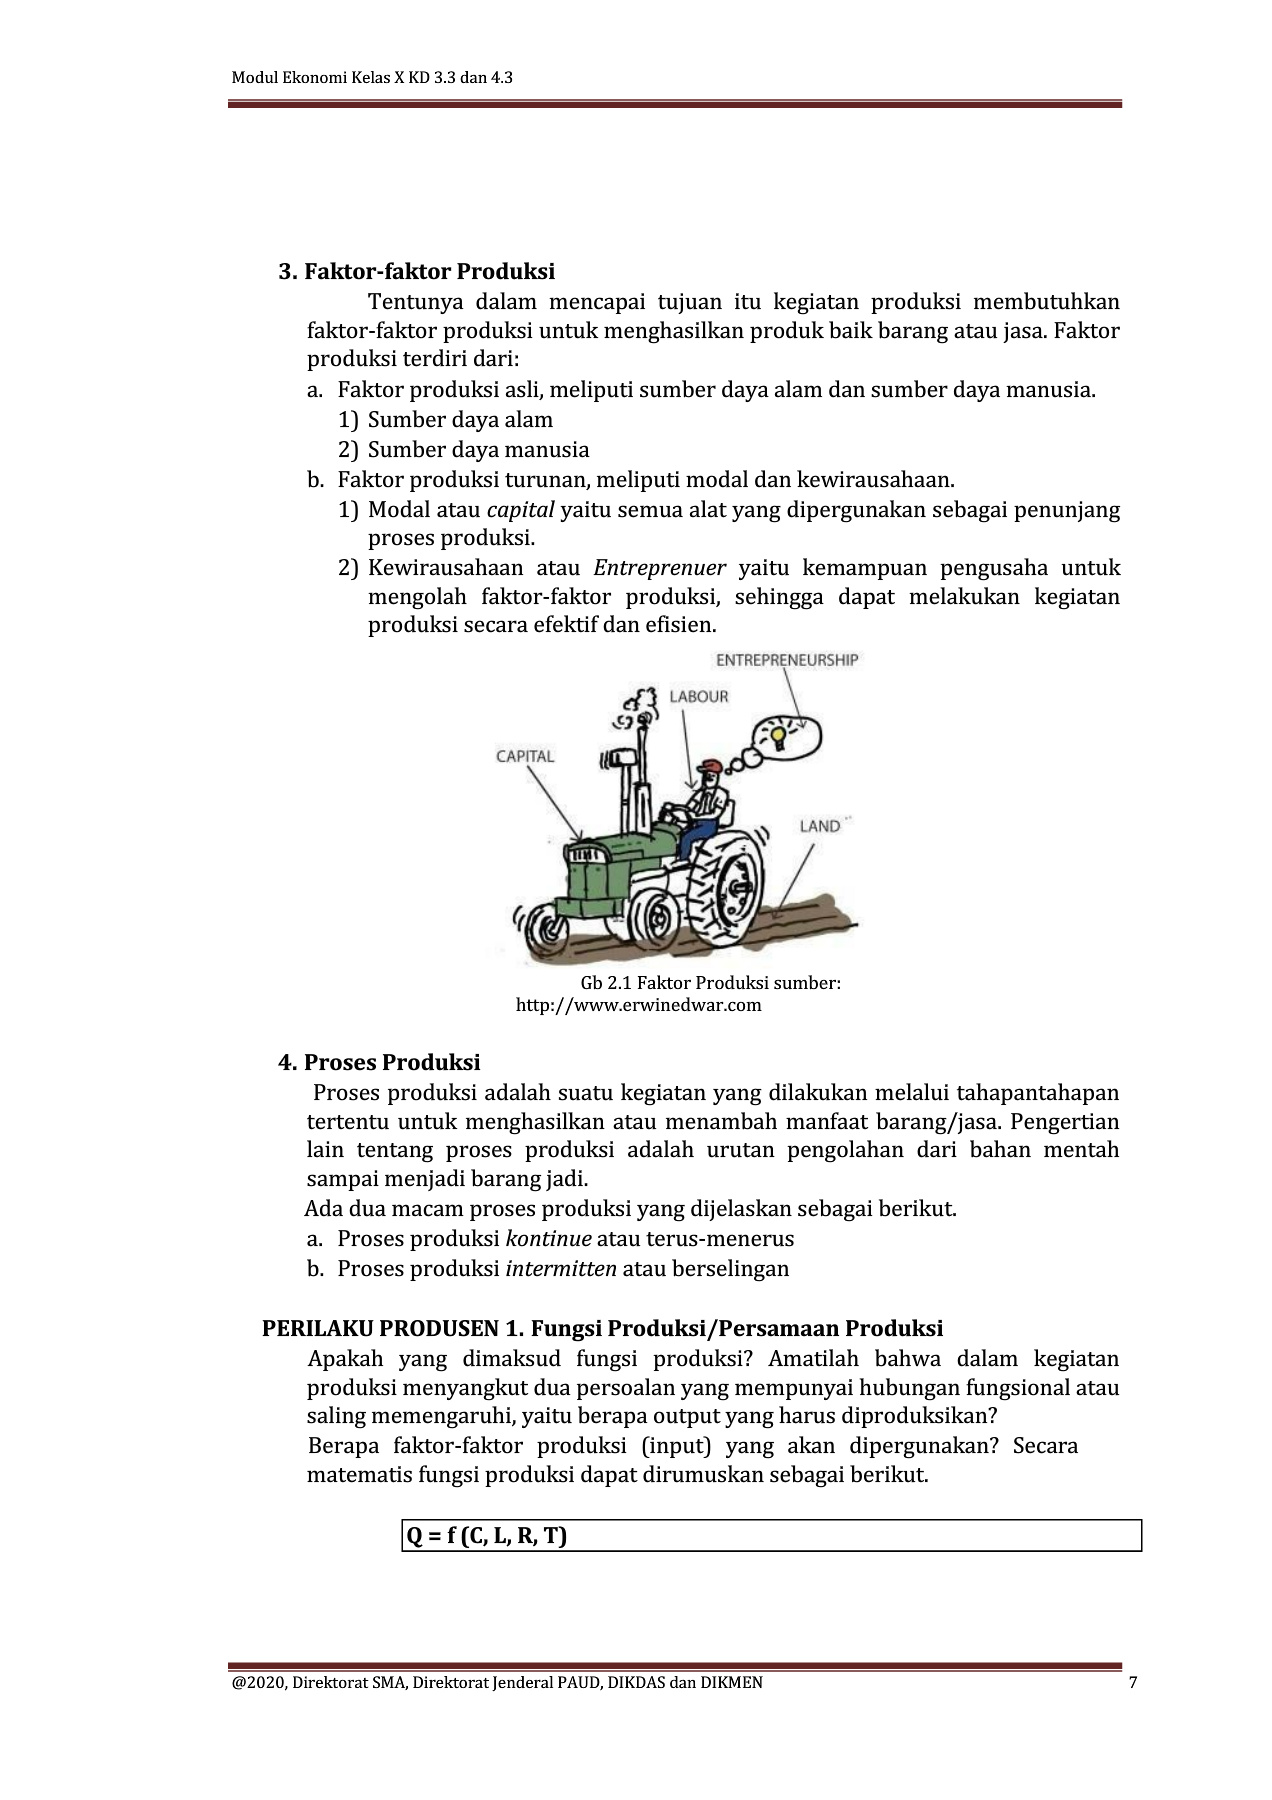 Modul Ekonomi Kelas X KD 3.3 dan 4.3
3. Faktor-faktor Produksi
Tentunya dalam mencapai tujuan itu kegiatan produksi membutuhkan
faktor-faktor produksi untuk menghasilkan produk baik barang atau jasa. Faktor
produksi terdiri dari:
a. Faktor produksi asli, meliputi sumber daya alam dan sumber daya manusia.
1) Sumber daya alam
2) Sumber daya manusia
b. Faktor produksi turunan, meliputi modal dan kewirausahaan.
1) Modal atau capital yaitu semua alat yang dipergunakan sebagai penunjang
proses produksi.
2) Kewirausahaan atau Entreprenuer yaitu kemampuan pengusaha untuk
mengolah faktor-faktor produksi, sehingga dapat melakukan kegiatan
produksi secara efektif dan efisien.
ENTREPRENEURSHIP
LABOUR
CAPITAL
LAND
Gb 2.1 Faktor Produksi sumber:
http://www.erwinedwar.com
4. Proses Produksi
Proses produksi adalah suatu kegiatan yang dilakukan melalui tahapantahapan
tertentu untuk menghasilkan atau menambah manfaat barang/jasa. Pengertian
lain tentang proses produksi adalah urutan pengolahan dari bahan mentah
sampai menjadi barang jadi.
Ada dua macam proses produksi yang dijelaskan sebagai berikut.
a. Proses produksi kontinue atau terus-menerus
b. Proses produksi intermitten atau berselingan
PERILAKU PRODUSEN 1. Fungsi Produksi/Persamaan Produksi
Apakah yang dimaksud fungsi produksi? Amatilah bahwa dalam kegiatan
produksi menyangkut dua persoalan yang mempunyai hubungan fungsional atau
saling memengaruhi, yaitu berapa output yang harus diproduksikan?
Berapa faktor-faktor produksi (input) yang akan dipergunakan? Secara
matematis fungsi produksi dapat dirumuskan sebagai berikut.
Q = f (C, L, R, T)
@2020, Direktorat SMA, Direktorat Jenderal PAUD, DIKDAS dan DIKMEN 7